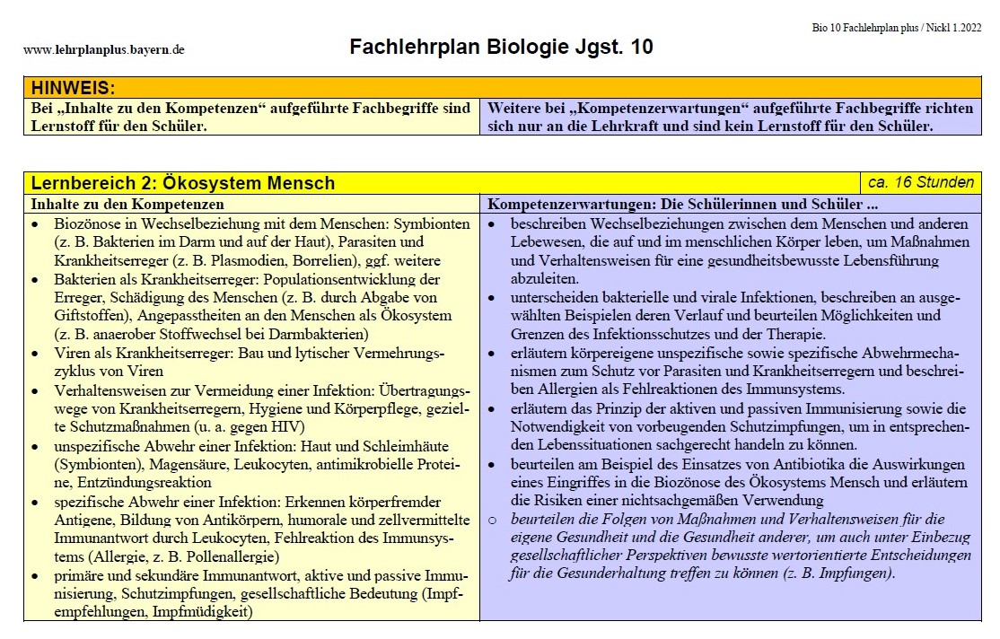 Bio 10 Fachlehrplan plus / Nickl 1.2022
www.lehrplanplus.bayern.de
Fachlehrplan Biologie Jgst. 10
HINWEIS:
Bei „Inhalte zu den Kompetenzen“ aufgeführte Fachbegriffe sind
Lernstoff für den Schüler.
Weitere bei „Kompetenzerwartungen“ aufgeführte Fachbegriffe richten
sich nur an die Lehrkraft und sind kein Lernstoff für den Schüler.
Lernbereich 2: Ökosystem Mensch
ca. 16 Stunden
Inhalte zu den Kompetenzen
• Biozönose in Wechselbeziehung mit dem Menschen: Symbionten
(z. B. Bakterien im Darm und auf der Haut), Parasiten und
Krankheitserreger (z. B. Plasmodien, Borrelien), ggf. weitere
• Bakterien als Krankheitserreger: Populationsentwicklung der
Erreger, Schädigung des Menschen (z. B. durch Abgabe von
Giftstoffen), Angepasstheiten an den Menschen als Ökosystem
(z. B. anaerober Stoffwechsel bei Darmbakterien)
• Viren als Krankheitserreger: Bau und lytischer Vermehrungs-
zyklus von Viren
• Verhaltensweisen zur Vermeidung einer Infektion: Übertragungs-
wege von Krankheitserregern, Hygiene und Körperpflege, geziel-
te Schutzmaßnahmen (u. a. gegen HIV)
• unspezifische Abwehr einer Infektion: Haut und Schleimhäute
(Symbionten), Magensäure, Leukocyten, antimikrobielle Protei-
ne, Entzündungsreaktion
• spezifische Abwehr einer Infektion: Erkennen körperfremder
Antigene, Bildung von Antikörpern, humorale und zellvermittelte
Immunantwort durch Leukocyten, Fehlreaktion des Immunsys-
tems (Allergie, z. B. Pollenallergie)
• primäre und sekundäre Immunantwort, aktive und passive Immu-
nisierung, Schutzimpfungen, gesellschaftliche Bedeutung (Impf-
empfehlungen, Impfmüdigkeit)
Kompetenzerwartungen: Die Schülerinnen und Schüler ...
• beschreiben Wechselbeziehungen zwischen dem Menschen und anderen
Lebewesen, die auf und im menschlichen Körper leben, um Maßnahmen
und Verhaltensweisen für eine gesundheitsbewusste Lebensführung
abzuleiten.
• unterscheiden bakterielle und virale Infektionen, beschreiben an ausge-
wählten Beispielen deren Verlauf und beurteilen Möglichkeiten und
Grenzen des Infektionsschutzes und der Therapie.
• erläutern körpereigene unspezifische sowie spezifische Abwehrmecha-
nismen zum Schutz vor Parasiten und Krankheitserregern und beschrei-
ben Allergien als Fehlreaktionen des Immunsystems.
• erläutern das Prinzip der aktiven und passiven Immunisierung sowie die
Notwendigkeit von vorbeugenden Schutzimpfungen, um in entsprechen-
den Lebenssituationen sachgerecht handeln zu können.
• beurteilen am Beispiel des Einsatzes von Antibiotika die Auswirkungen
eines Eingriffes in die Biozönose des Ökosystems Mensch und erläutern
die Risiken einer nichtsachgemäßen Verwendung
○ beurteilen die Folgen von Maßnahmen und Verhaltensweisen für die
eigene Gesundheit und die Gesundheit anderer, um auch unter Einbezug
gesellschaftlicher Perspektiven bewusste wertorientierte Entscheidungen
für die Gesunderhaltung treffen zu können (z. B. Impfungen).